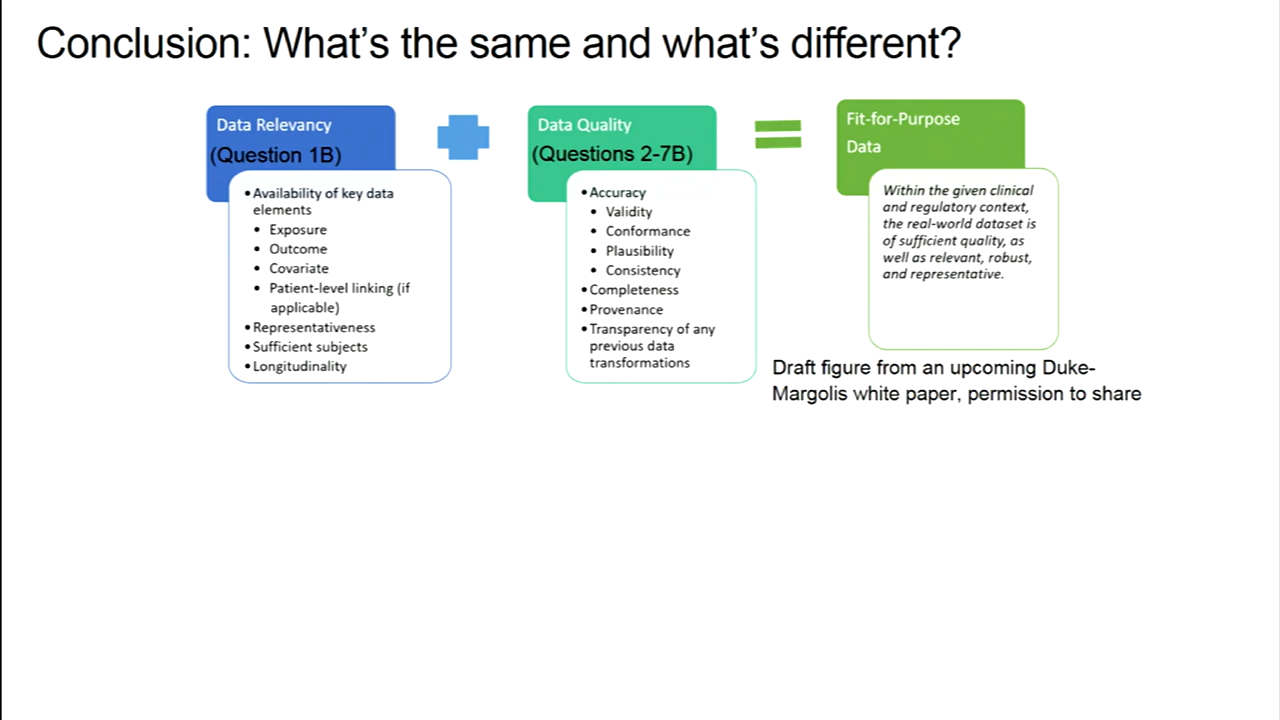 Conclusion: What's the same and what's different?
Data Relevancy
(Question 1B)
• Availability of key data
elements
• Exposure
• Outcome
• Covariate
• Patient-level linking (if
applicable)
• Representativeness
• Sufficient subjects
• Longitudinality
Data Quality
(Questions 2-7B)
• Accuracy
• Validity
• Conformance
• Plausibility
• Consistency
• Completeness
• Provenance
• Transparency of any
previous data
transformations
Fit-for-Purpose
Data
Within the given clinical
and regulatory context,
the real-world dataset is
of sufficient quality, as
well as relevant, robust,
and representative.
Draft figure from an upcoming Duke-
Margolis white paper, permission to share